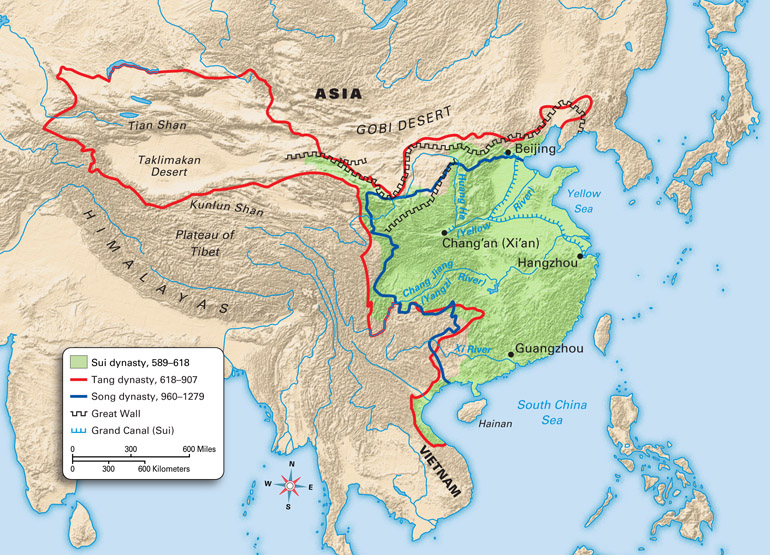 ASIA
GOBI DESERT
Tian Shan
Taklimakan
Desert
Kunlun Shan
Plateau of
Tibet
HIMALAYAS
Beijing
Huang He
(Yellow
River)
Yellow
Sea
Chang'an (Xi'an)
Hangzhou
Chang Jiang
(Yangzi River)
Xi River
Guangzhou
Hainan
South China
Sea
VIETNAM
Sui dynasty, 589–618
Tang dynasty, 618–907
Song dynasty, 960–1279
Great Wall
Grand Canal (Sui)
0 300 600 Miles
0 300 600 Kilometers
N
W E
S